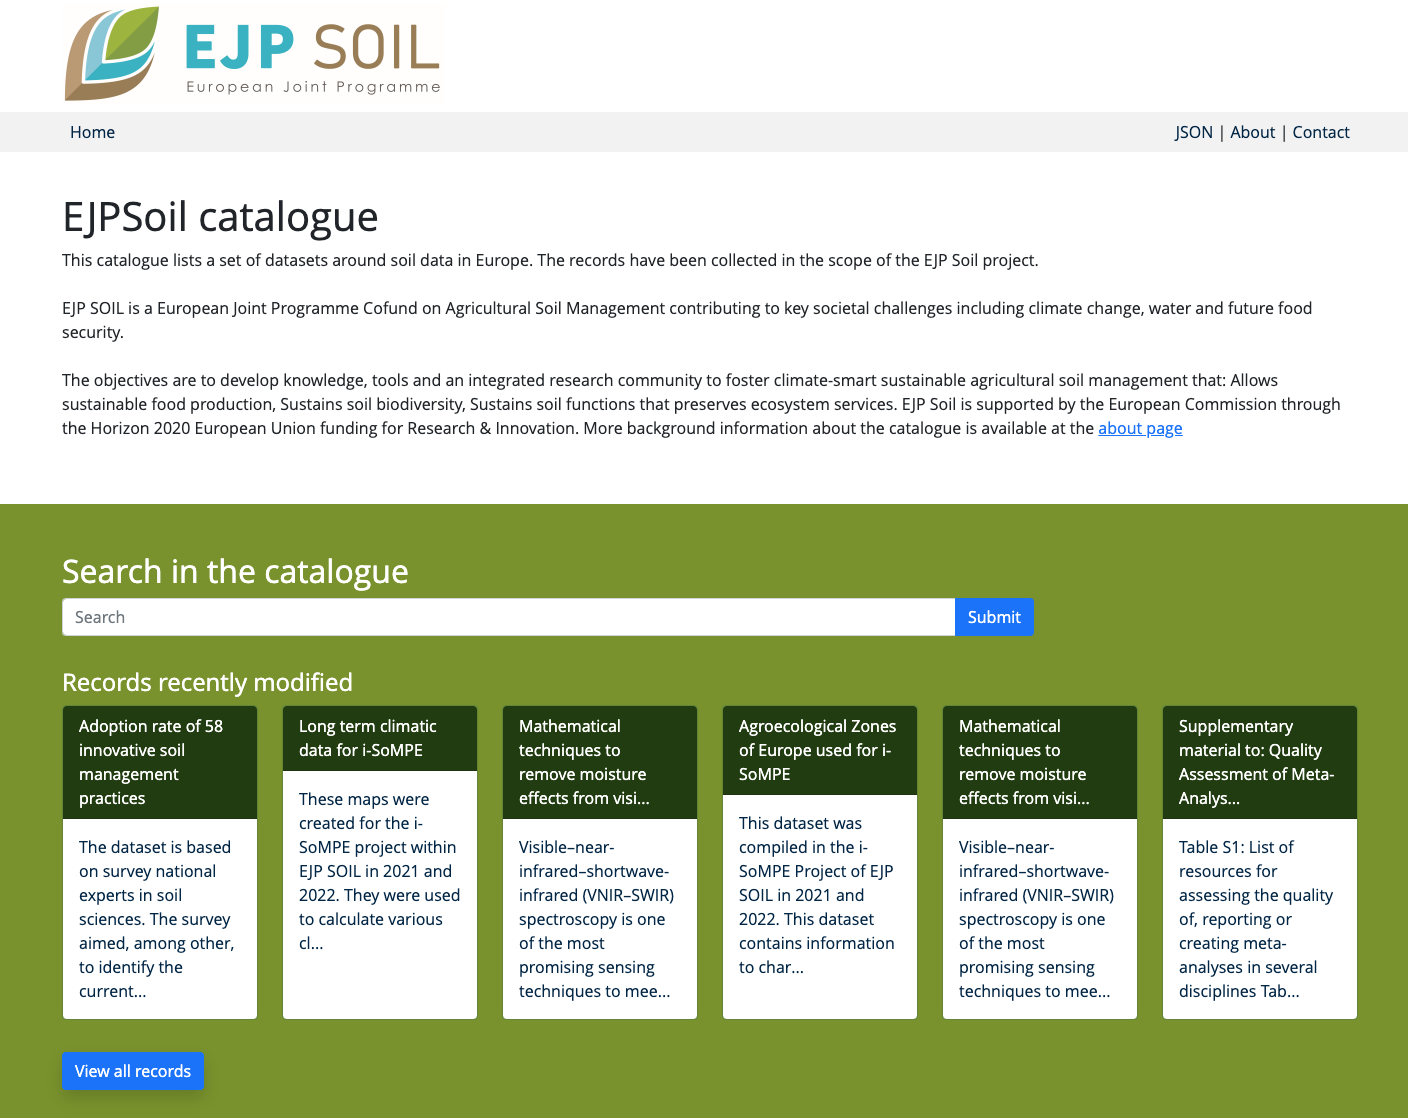 EJP SOIL
European Joint Programme
Home
JSON | About | Contact
EJPSoil catalogue
This catalogue lists a set of datasets around soil data in Europe. The records have been collected in the scope of the EJP Soil project.
EJP SOIL is a European Joint Programme Cofund on Agricultural Soil Management contributing to key societal challenges including climate change, water and future food
security.
The objectives are to develop knowledge, tools and an integrated research community to foster climate-smart sustainable agricultural soil management that: Allows
sustainable food production, Sustains soil biodiversity, Sustains soil functions that preserves ecosystem services. EJP Soil is supported by the European Commission through
the Horizon 2020 European Union funding for Research & Innovation. More background information about the catalogue is available at the about page
Search in the catalogue
Search
Submit
Records recently modified
Adoption rate of 58
innovative soil
management
practices
The dataset is based
on survey national
experts in soil
sciences. The survey
aimed, among other,
to identify the
current...
Long term climatic
data for i-SoMPE
These maps were
created for the i-
SoMPE project within
EJP SOIL in 2021 and
2022. They were used
to calculate various
cl...
Mathematical
techniques to
remove moisture
effects from visi...
Visible–near-
infrared–shortwave-
infrared (VNIR–SWIR)
spectroscopy is one
of the most
promising sensing
techniques to mee...
Agroecological Zones
of Europe used for i-
SoMPE
This dataset was
compiled in the i-
SoMPE Project of EJP
SOIL in 2021 and
2022. This dataset
contains information
to char...
Mathematical
techniques to
remove moisture
effects from visi...
Visible–near-
infrared–shortwave-
infrared (VNIR–SWIR)
spectroscopy is one
of the most
promising sensing
techniques to mee...
Supplementary
material to: Quality
Assessment of Meta-
Analys...
Table S1: List of
resources for
assessing the quality
of, reporting or
creating meta-
analyses in several
disciplines Tab...
View all records